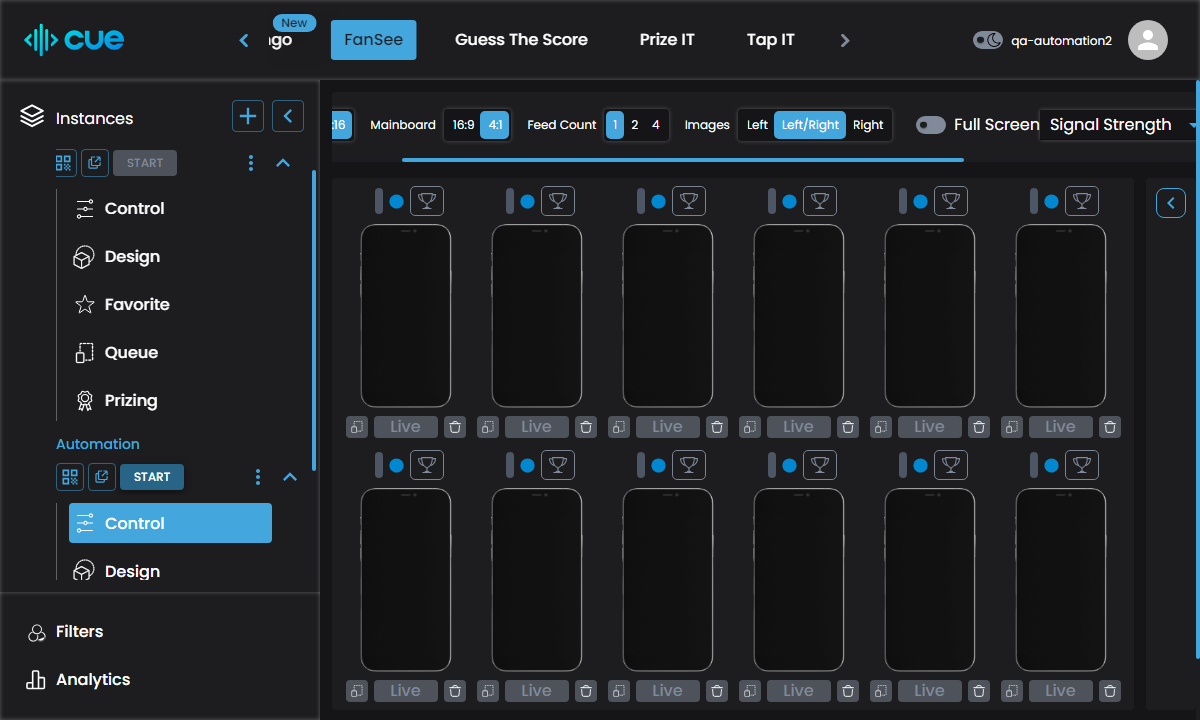 cue
New
ngo
FanSee
Guess The Score
Prize IT
Tap IT
qa-automation2
Instances
START
Control
Design
Favorite
Queue
Prizing
Automation
START
Control
Design
Filters
Analytics
:16
Mainboard
16:9
4:1
Feed Count
1
2
4
Images
Left
Left/Right
Right
Full Screen
Signal Strength
Live
Live
Live
Live
Live
Live
Live
Live
Live
Live
Live
Live